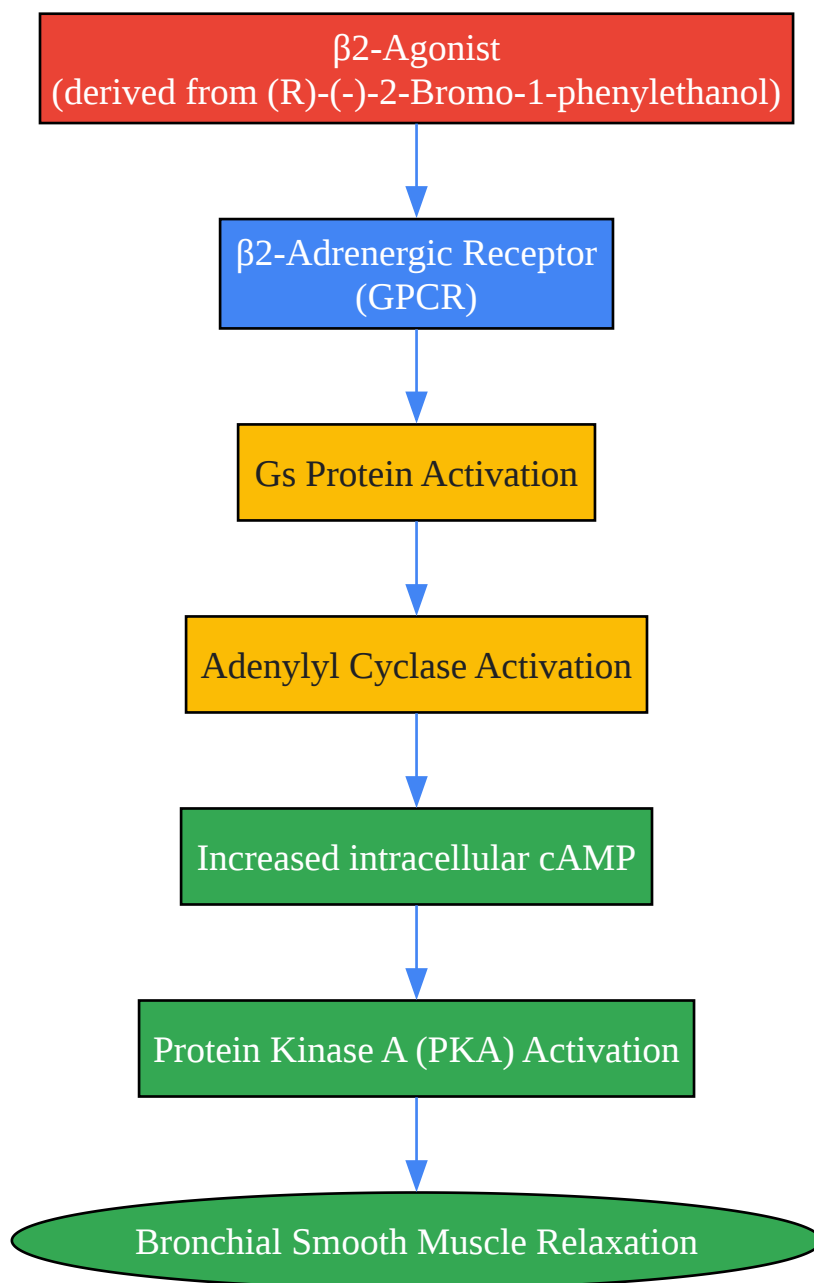 β2-Agonist
(derived from (R)-(-)-2-Bromo-1-phenylethanol)
β2-Adrenergic Receptor
(GPCR)
Gs Protein Activation
Adenylyl Cyclase Activation
Increased intracellular cAMP
Protein Kinase A (PKA) Activation
Bronchial Smooth Muscle Relaxation